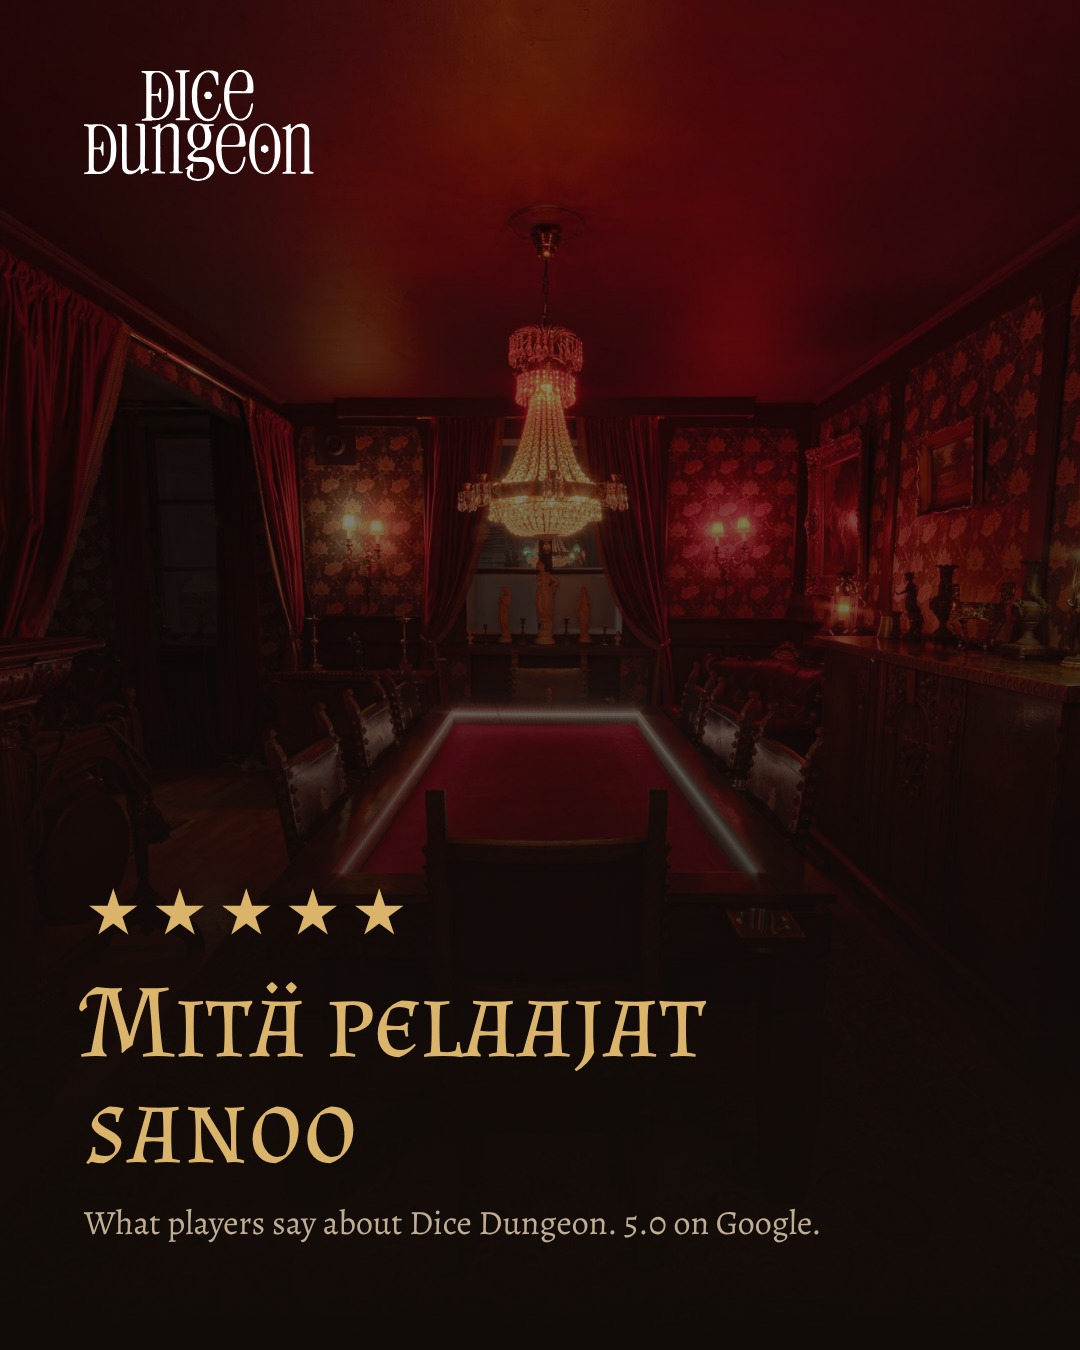 Dice
Dungeon
★★★★★
Mitä pelaajat
sanoo
What players say about Dice Dungeon. 5.0 on Google.